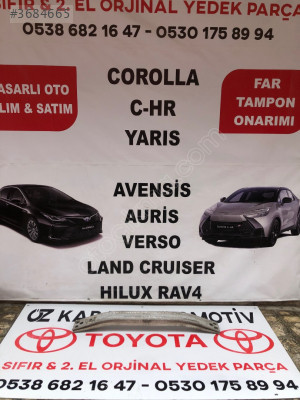 SIFIR & 2. EL ORJİNAL YEDEK PARÇA
#3684665
0538 682 16 47 - 0530 175 89 94
ASARLI OTO
LIM & SATIM
COROLLA
C-HR
YARIS
FAR
TAMPON
ONARIMI
AVENSİS
AURİS
VERSO
LAND CRUISER
HILUX RAV4
TOYOTA
SIFIR & 2. EL ORJİNAL YEDEK PARÇA
0538 682 16 47 - 0530 175 89 94